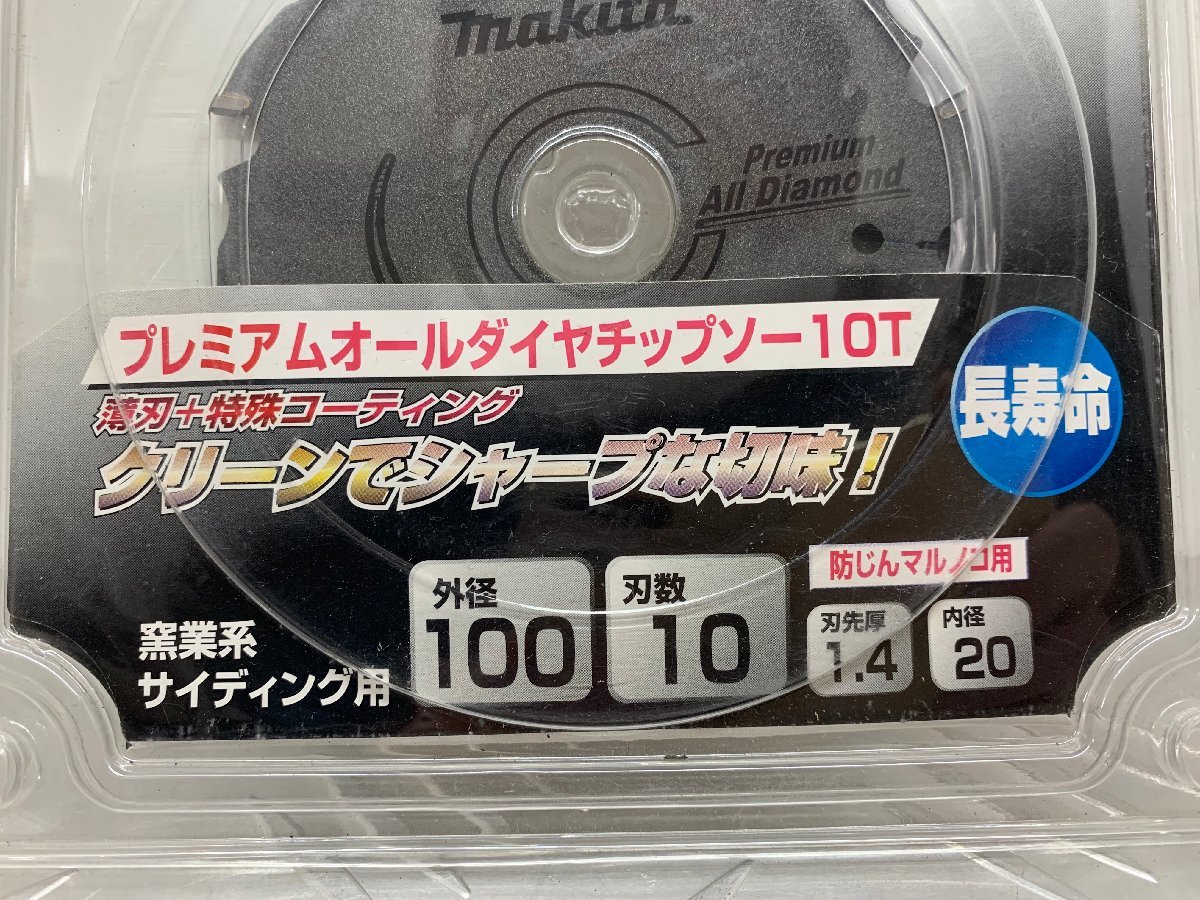 makita
Premium
All Diamond
プレミアムオールダイヤチップソー10T
薄刃+特殊コーティング
クリーンでシャープな切味!
長寿命
窯業系
サイディング用
外径
100
刃数
10
防じんマルノコ用
刃先厚
1.4
内径
20